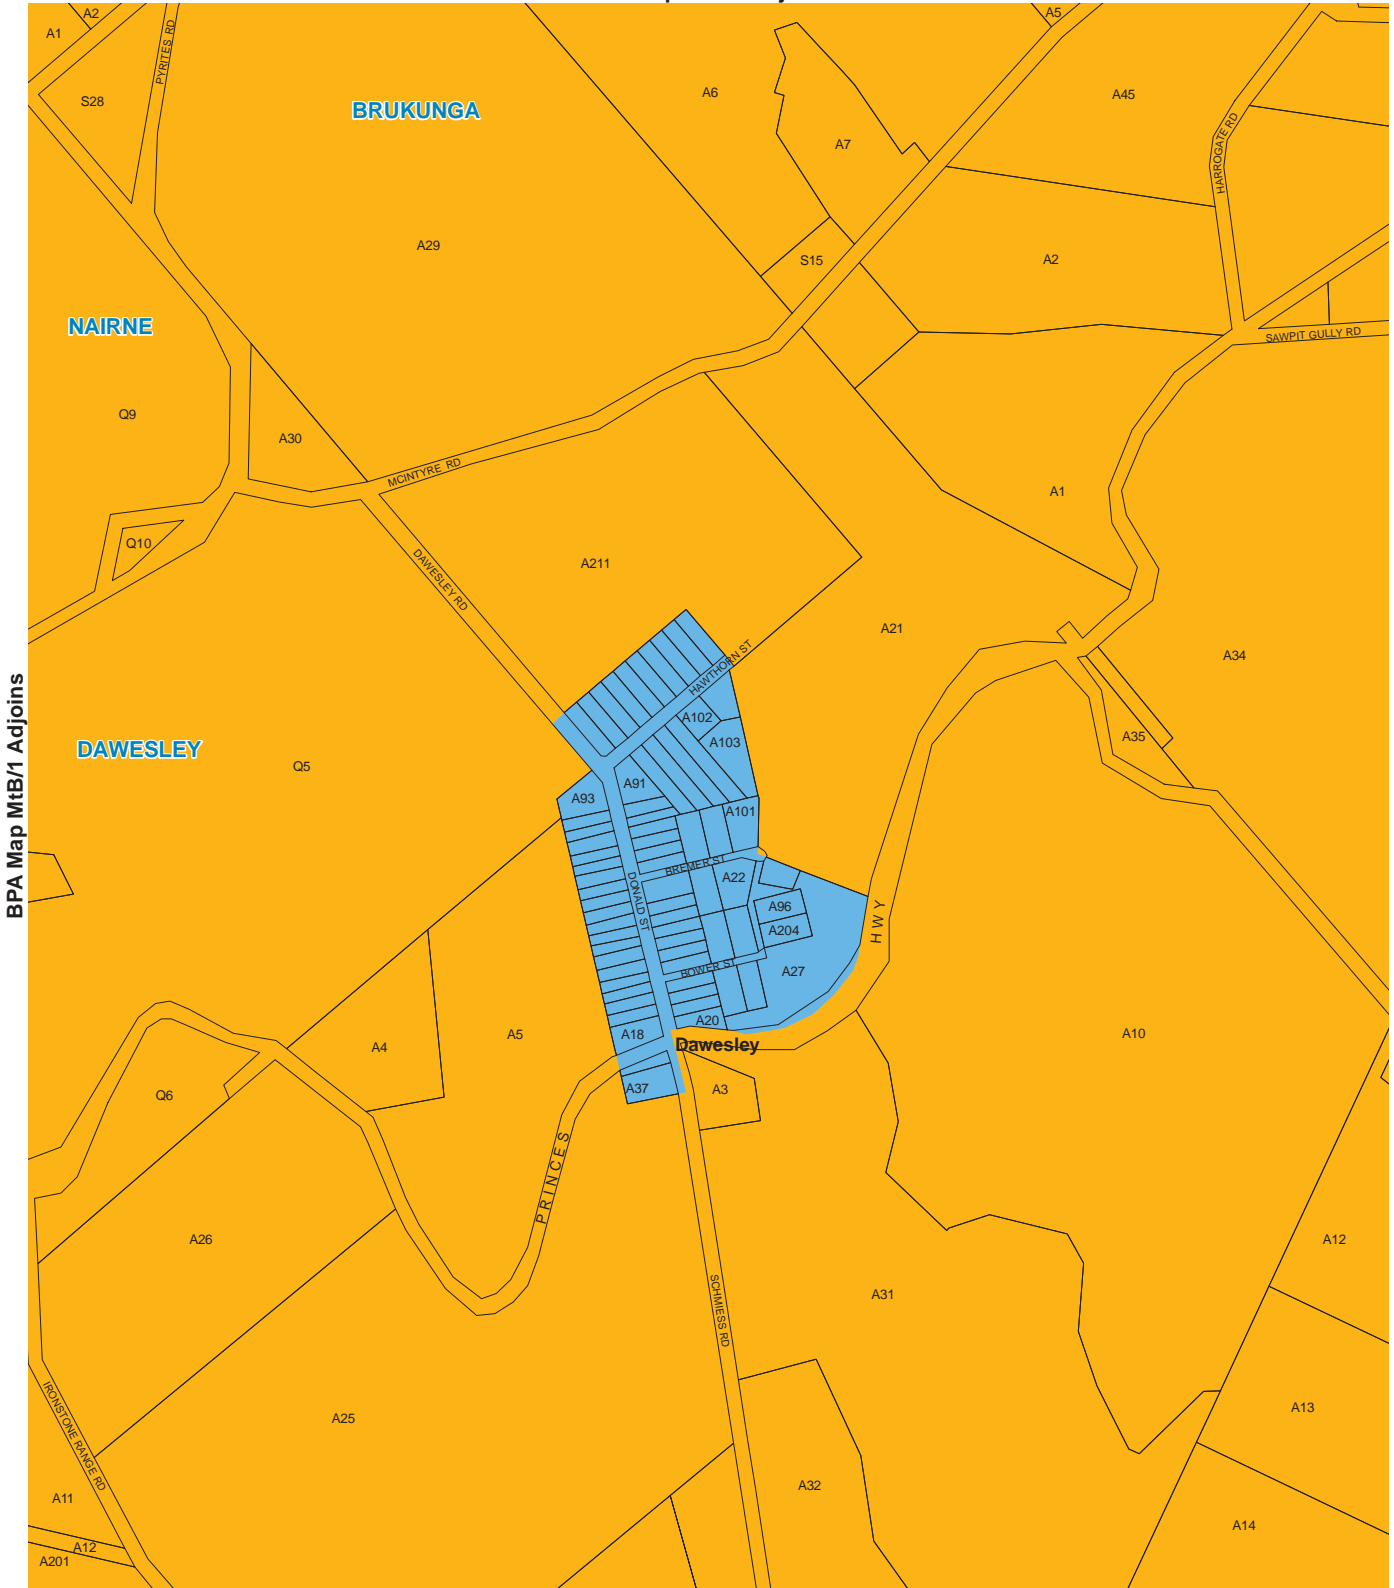 A2
A5
A1
PYRITES RD
S28
A6
A45
BRUKUNGA
HARROGATE RD
A7
A29
S15
A2
NAIRNE
SAWPIT GULLY RD
Q9
A30
MCINTYRE RD
A1
Q10
A211
DAWESLEY RD
A21
A34
HAWTHORN ST
BPA Map MtB/1 Adjoins
A102
A35
A103
DAWESLEY
Q5
A91
A93
A101
BREMER ST
A22
DONALD ST
A96
HWY
A204
BOWER ST
A27
A20
A18
A10
A5
A4
Dawesley
A37
A3
Q6
PRINCES
A26
A12
A31
SCHMIESS RD
IRONSTONE RANGE RD
A25
A13
A32
A11
A14
A12
A201